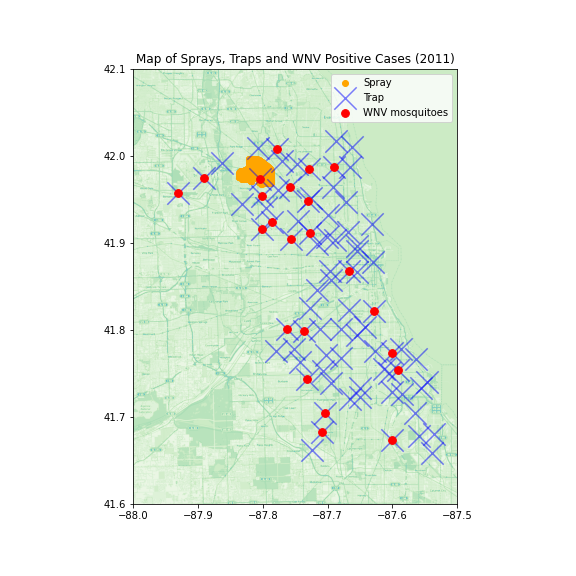 Map of Sprays, Traps and WNV Positive Cases (2011)
Spray
Trap
WNV mosquitoes
42.1
42.0
41.9
41.8
41.7
41.6
−88.0 −87.9 −87.8 −87.7 −87.6 −87.5